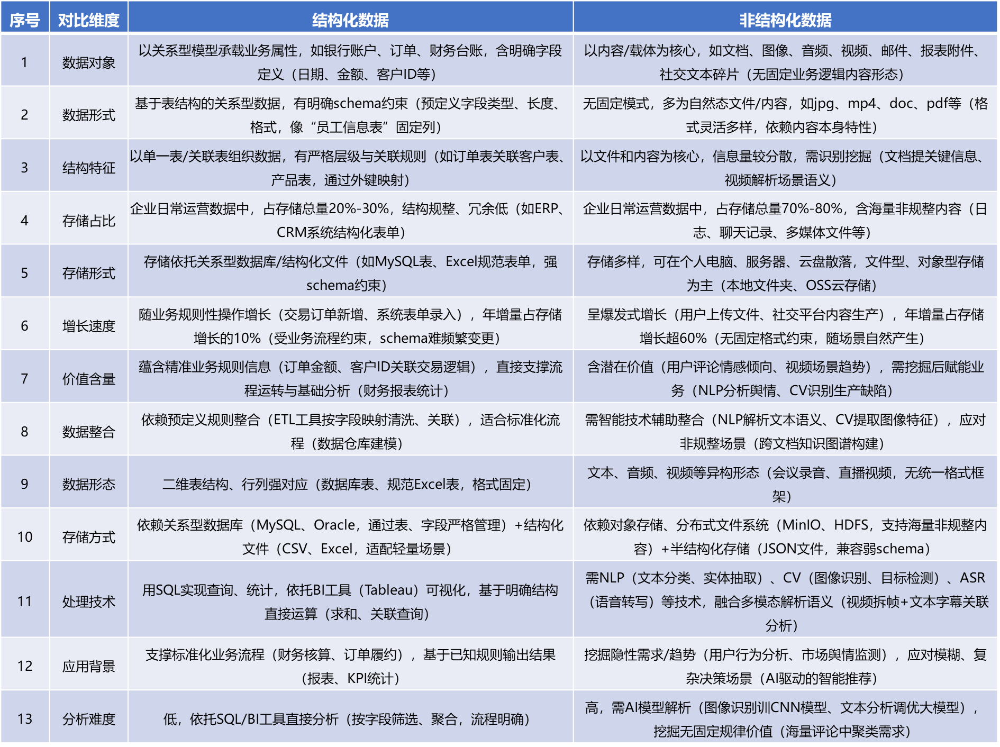 序号
对比维度
结构化数据
非结构化数据
1
数据对象
以关系型模型承载业务属性，如银行账户、订单、财务台账，含明确字段
定义（日期、金额、客户ID等）
以内容/载体为核心，如文档、图像、音频、视频、邮件、报表附件、
社交文本碎片（无固定业务逻辑内容形态）
2
数据形式
基于表结构的关系型数据，有明确schema约束（预定义字段类型、长度、
格式，像“员工信息表”固定列）
无固定模式，多为自然态文件/内容，如jpg、mp4、doc、pdf等（格
式灵活多样，依赖内容本身特性）
3
结构特征
以单一表/关联表组织数据，有严格层级与关联规则（如订单表关联客户表、
产品表，通过外键映射）
以文件和内容为核心，信息量较分散，需识别挖掘（文档提关键信息、
视频解析场景语义）
4
存储占比
企业日常运营数据中，占存储总量20%-30%，结构规整、冗余低（如ERP、
CRM系统结构化表单）
企业日常运营数据中，占存储总量70%-80%，含海量非规整内容（日
志、聊天记录、多媒体文件等）
5
存储形式
存储依托关系型数据库/结构化文件（如MySQL表、Excel规范表单，强
schema约束）
存储多样，可在个人电脑、服务器、云盘散落，文件型、对象型存储
为主（本地文件夹、OSS云存储）
6
增长速度
随业务规则性操作增长（交易订单新增、系统表单录入），年增量占存储
增长的10%（受业务流程约束，schema难频繁变更）
呈爆发式增长（用户上传文件、社交平台内容生产），年增量占存储
增长超60%（无固定格式约束，随场景自然产生）
7
价值含量
蕴含精准业务规则信息（订单金额、客户ID关联交易逻辑），直接支撑流
程运转与基础分析（财务报表统计）
含潜在价值（用户评论情感倾向、视频场景趋势），需挖掘后赋能业
务（NLP分析舆情、CV识别生产缺陷）
8
数据整合
依赖预定义规则整合（ETL工具按字段映射清洗、关联），适合标准化流
程（数据仓库建模）
需智能技术辅助整合（NLP解析文本语义、CV提取图像特征），应对
非规整场景（跨文档知识图谱构建）
9
数据形态
二维表结构、行列强对应（数据库表、规范Excel表，格式固定）
文本、音频、视频等异构形态（会议录音、直播视频，无统一格式框
架）
10
存储方式
依赖关系型数据库（MySQL、Oracle，通过表、字段严格管理）+结构化
文件（CSV、Excel，适配轻量场景）
依赖对象存储、分布式文件系统（MinIO、HDFS，支持海量非规整内
容）+半结构化存储（JSON文件，兼容弱schema）
11
处理技术
用SQL实现查询、统计，依托BI工具（Tableau）可视化，基于明确结构
直接运算（求和、关联查询）
需NLP（文本分类、实体抽取）、CV（图像识别、目标检测）、ASR
（语音转写）等技术，融合多模态解析语义（视频拆帧+文本字幕关联
分析）
12
应用背景
支撑标准化业务流程（财务核算、订单履约），基于已知规则输出结果
（报表、KPI统计）
挖掘隐性需求/趋势（用户行为分析、市场舆情监测），应对模糊、复
杂决策场景（AI驱动的智能推荐）
13
分析难度
低，依托SQL/BI工具直接分析（按字段筛选、聚合，流程明确）
高，需AI模型解析（图像识别训CNN模型、文本分析调优大模型），
挖掘无固定规律价值（海量评论中聚类需求）